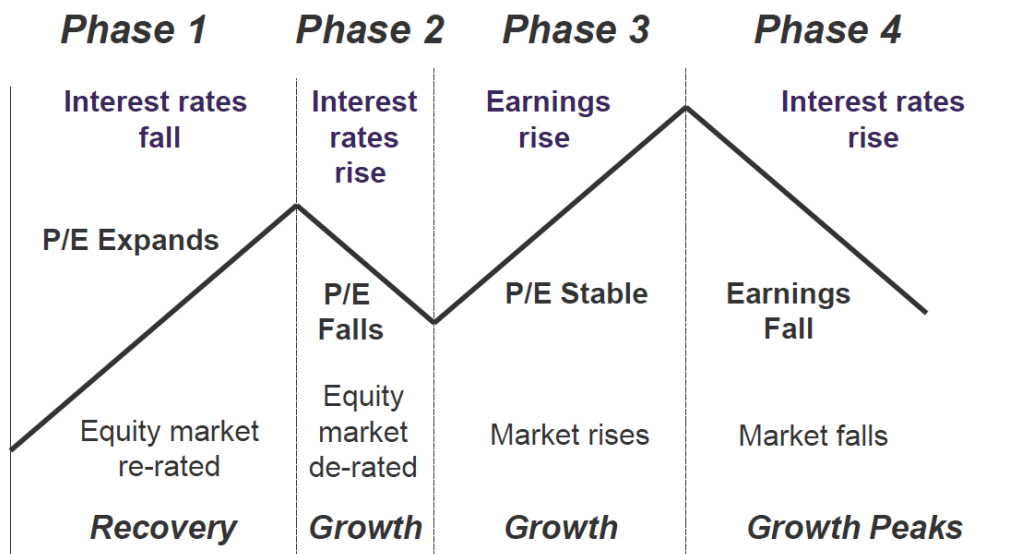 Phase 1
Phase 2
Phase 3
Phase 4
Interest rates
fall
Interest
rates
rise
Earnings
rise
Interest rates
rise
P/E Expands
P/E
Falls
P/E Stable
Earnings
Fall
Equity market
re-rated
Equity
market
de-rated
Market rises
Market falls
Recovery
Growth
Growth
Growth Peaks